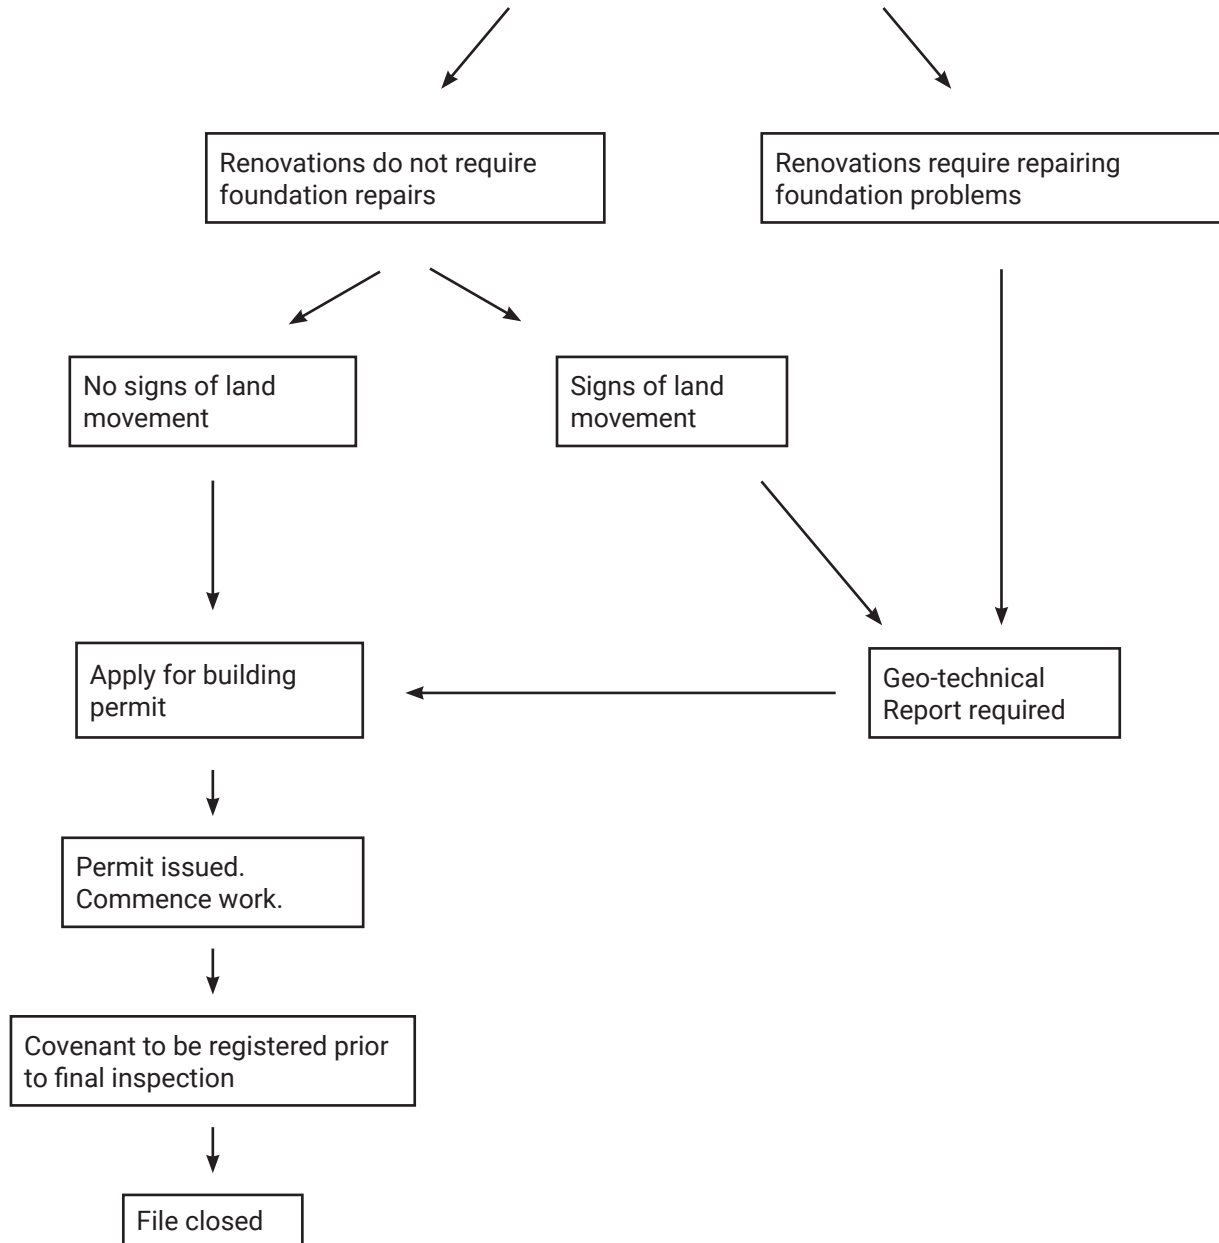 Renovations do not require
foundation repairs
Renovations require repairing
foundation problems
No signs of land
movement
Signs of land
movement
Apply for building
permit
Geo-technical
Report required
Permit issued.
Commence work.
Covenant to be registered prior
to final inspection
File closed